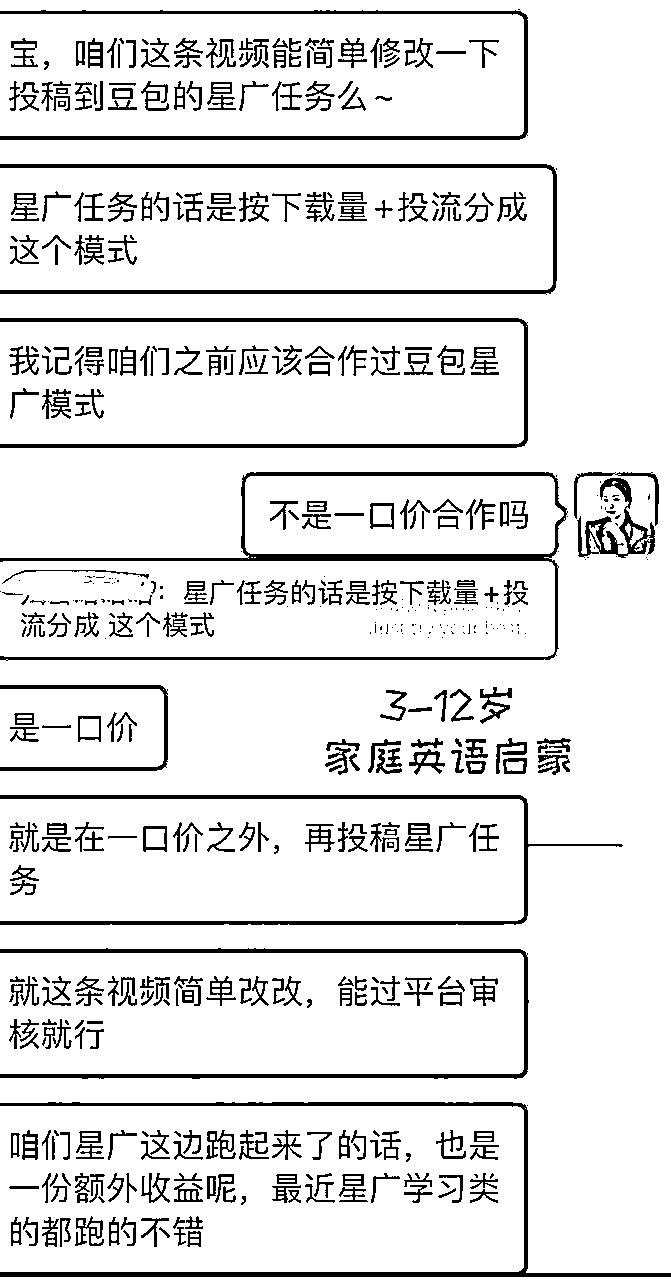 宝，咱们这条视频能简单修改一下
投稿到豆包的星广任务么~
星广任务的话是按下载量+投流分成
这个模式
我记得咱们之前应该合作过豆包星
广模式
不是一口价合作吗
：星广任务的话是按下载量+投
流分成 这个模式
是一口价
3-12岁
家庭英语启蒙
就是在一口价之外，再投稿星广任
务
就这条视频简单改改，能过平台审
核就行
咱们星广这边跑起来了的话，也是
一份额外收益呢，最近星广学习类
的都跑的不错